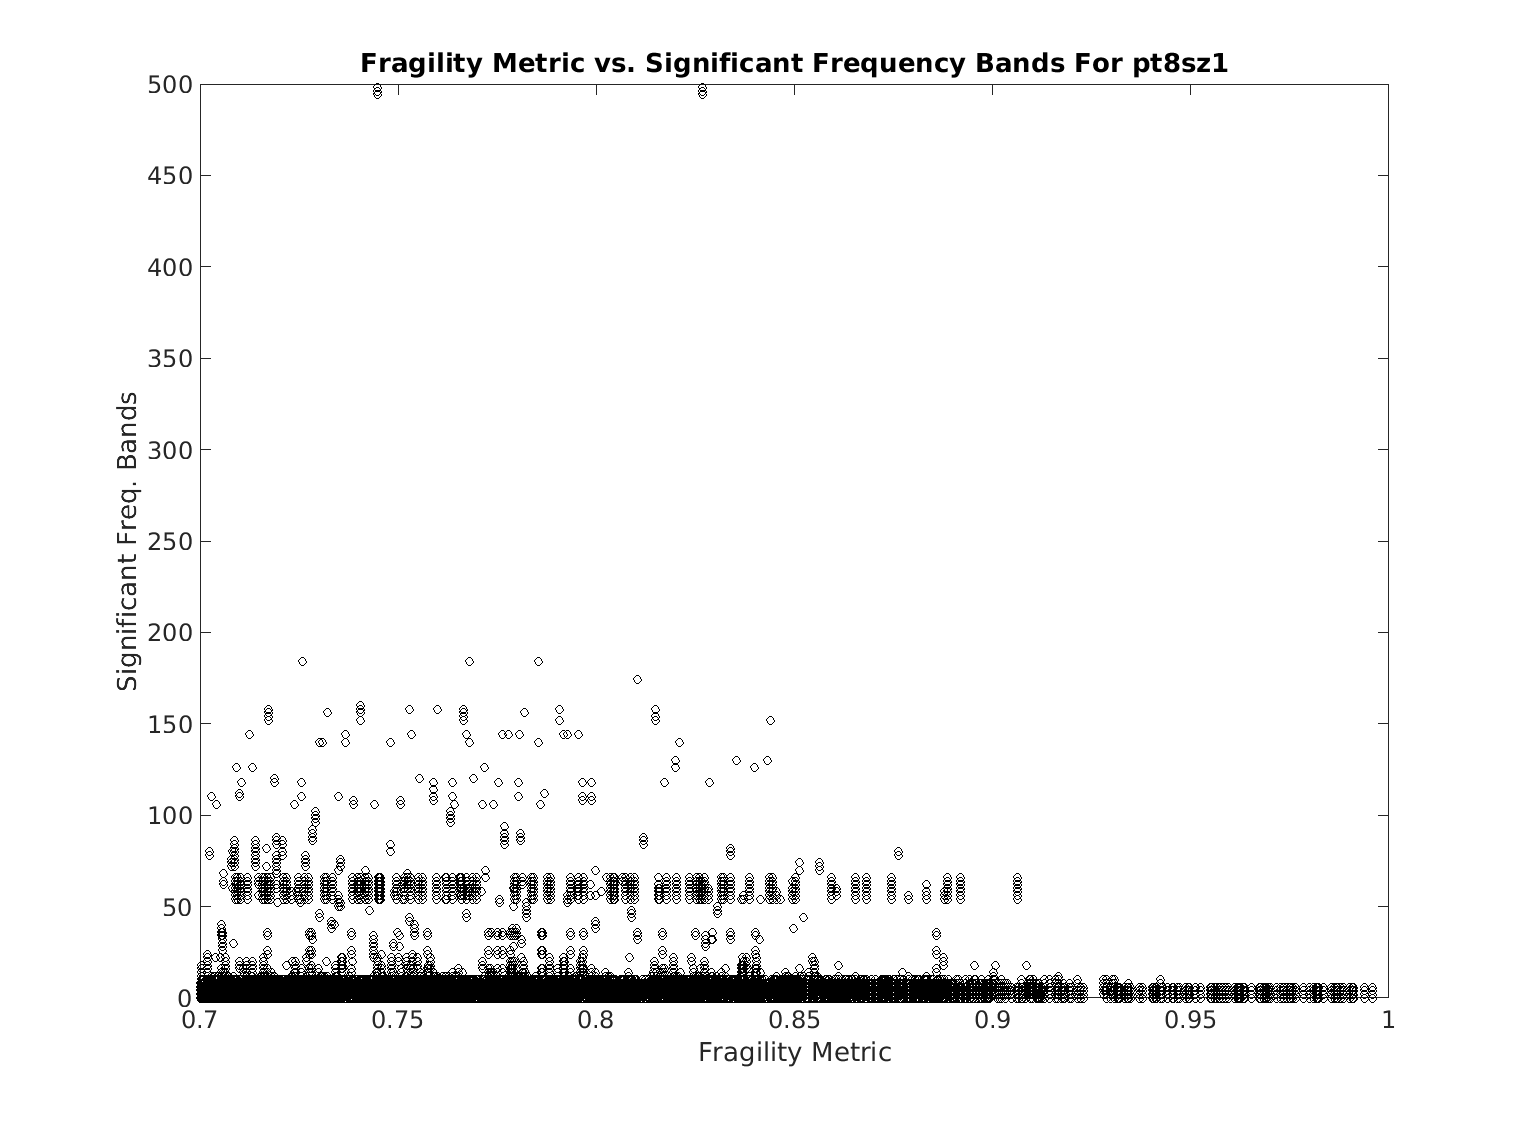 Fragility Metric vs. Significant Frequency Bands For pt8sz1
500
450
400
350
300
250
200
150
100
50
0
Significant Freq. Bands
0.7 0.75 0.8 0.85 0.9 0.95 1
Fragility Metric